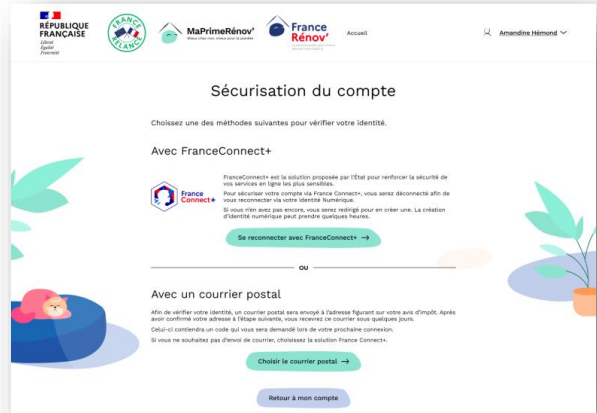 RÉPUBLIQUE
FRANÇAISE
Liberté
Égalité
Fraternité
FRANCE
RELANCE
MaPrimeRénov'
Mieux chez moi, mieux pour la planète
France
Rénov'
Accueil
Amandine Hémond
Sécurisation du compte
Choisissez une des méthodes suivantes pour vérifier votre identité.
Avec FranceConnect+
France
Connect+
FranceConnect+ est la solution proposée par l'État pour renforcer la sécurité de
vos services en ligne les plus sensibles.
Pour sécuriser votre compte via France Connect+, vous serez déconnecté afin de
vous reconnecter via votre Identité Numérique.
Si vous n'en avez pas encore, vous serez redirigé pour en créer une. La création
d'identité numérique peut prendre quelques heures.
Se reconnecter avec FranceConnect+ →
OU
Avec un courrier postal
Afin de vérifier votre identité, un courrier postal sera envoyé à l'adresse figurant sur votre avis d'impôt. Après
avoir confirmé votre adresse à l'étape suivante, vous recevrez ce courrier sous quelques jours.
Celui-ci contiendra un code qui vous sera demandé lors de votre prochaine connexion.
Si vous ne souhaitez pas d'envoi de courrier, choisissez la solution France Connect+.
Choisir le courrier postal →
Retour à mon compte